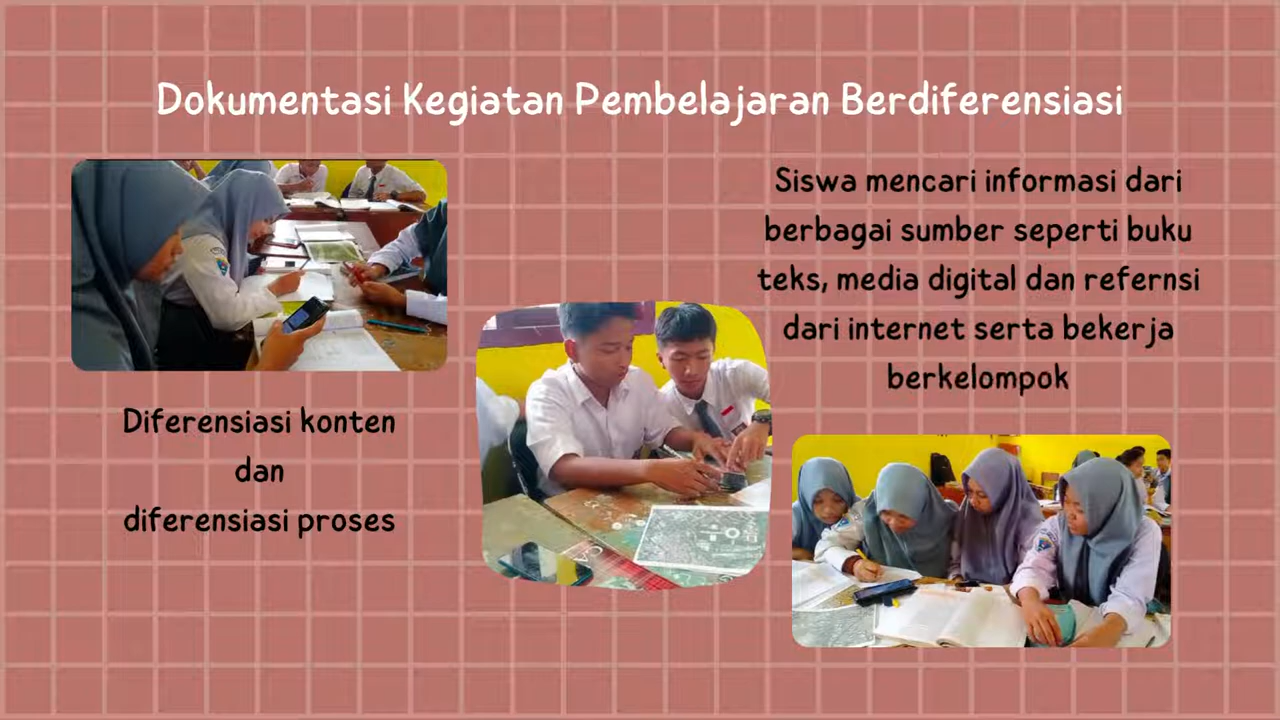 Dokumentasi Kegiatan Pembelajaran Berdiferensiasi
Siswa mencari informasi dari
berbagai sumber seperti buku
teks, media digital dan refernsi
dari internet serta bekerja
berkelompok
Diferensiasi konten
dan
diferensiasi proses